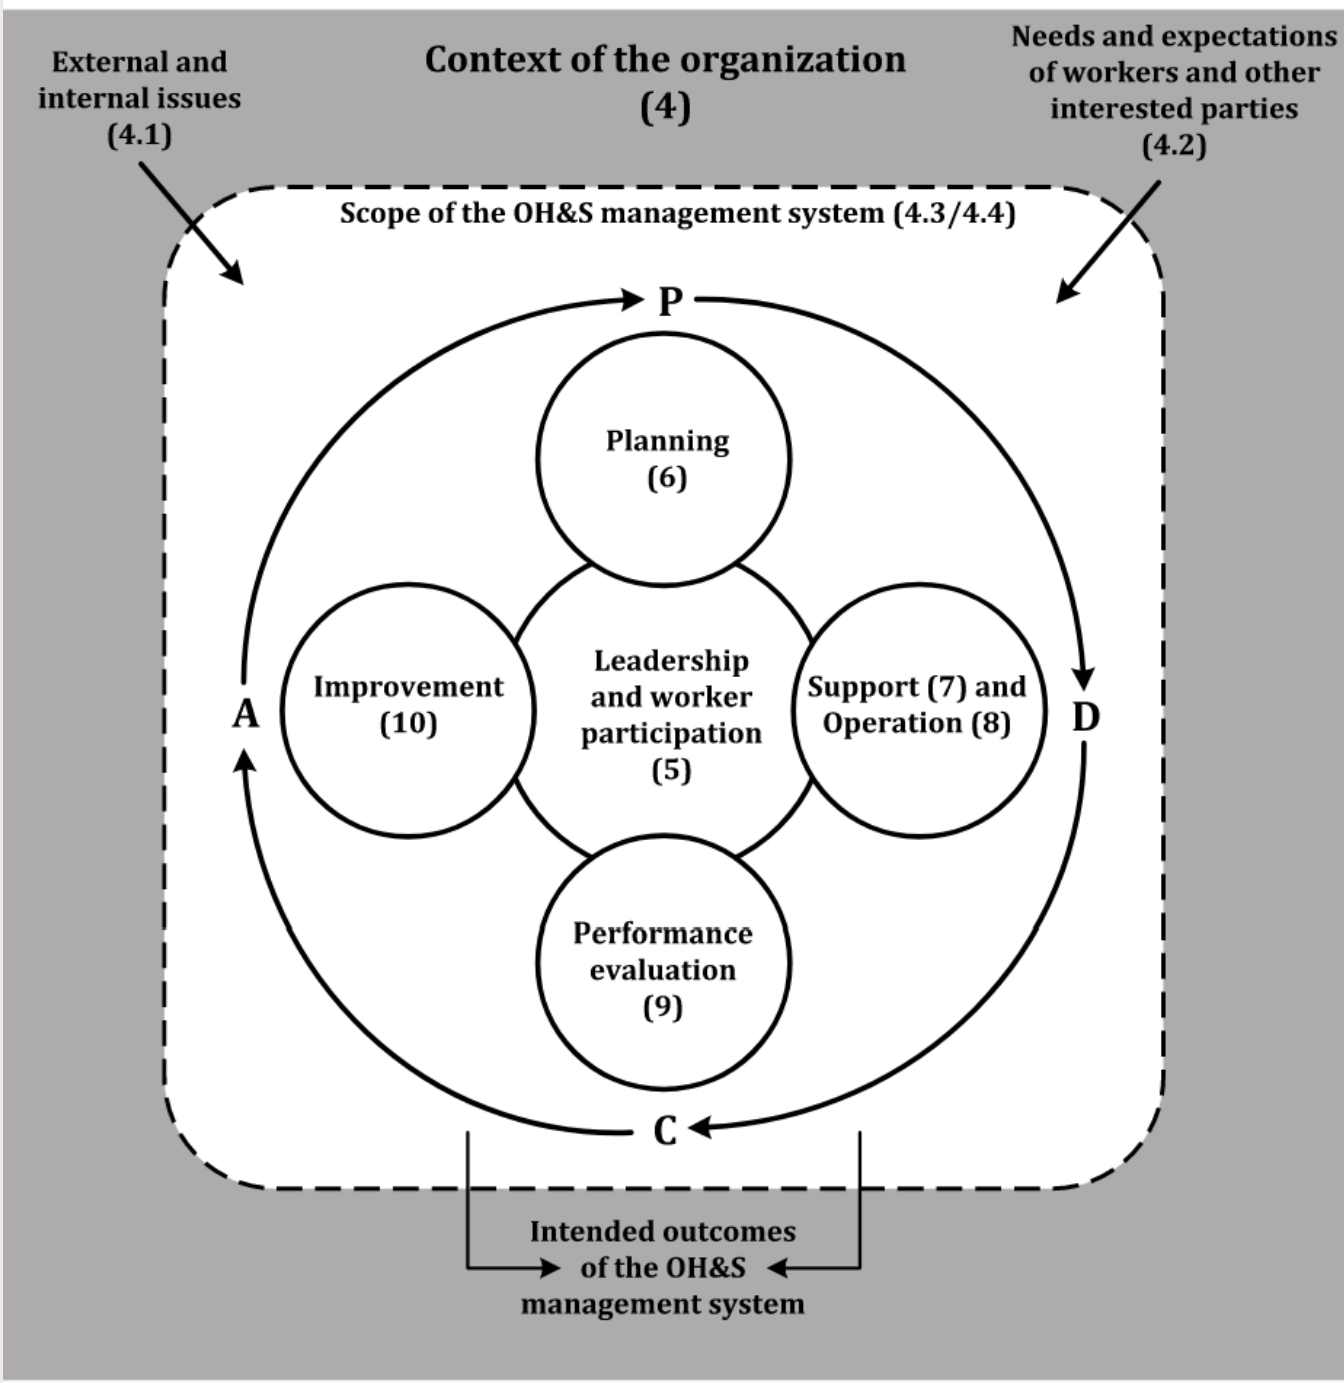 External and
internal issues
(4.1)
Context of the organization
(4)
Needs and expectations
of workers and other
interested parties
(4.2)
Scope of the OH&S management system (4.3/4.4)
P
Planning
(6)
A
Improvement
(10)
Leadership
and worker
participation
(5)
Support (7) and
Operation (8)
D
Performance
evaluation
(9)
C
Intended outcomes
of the OH&S
management system